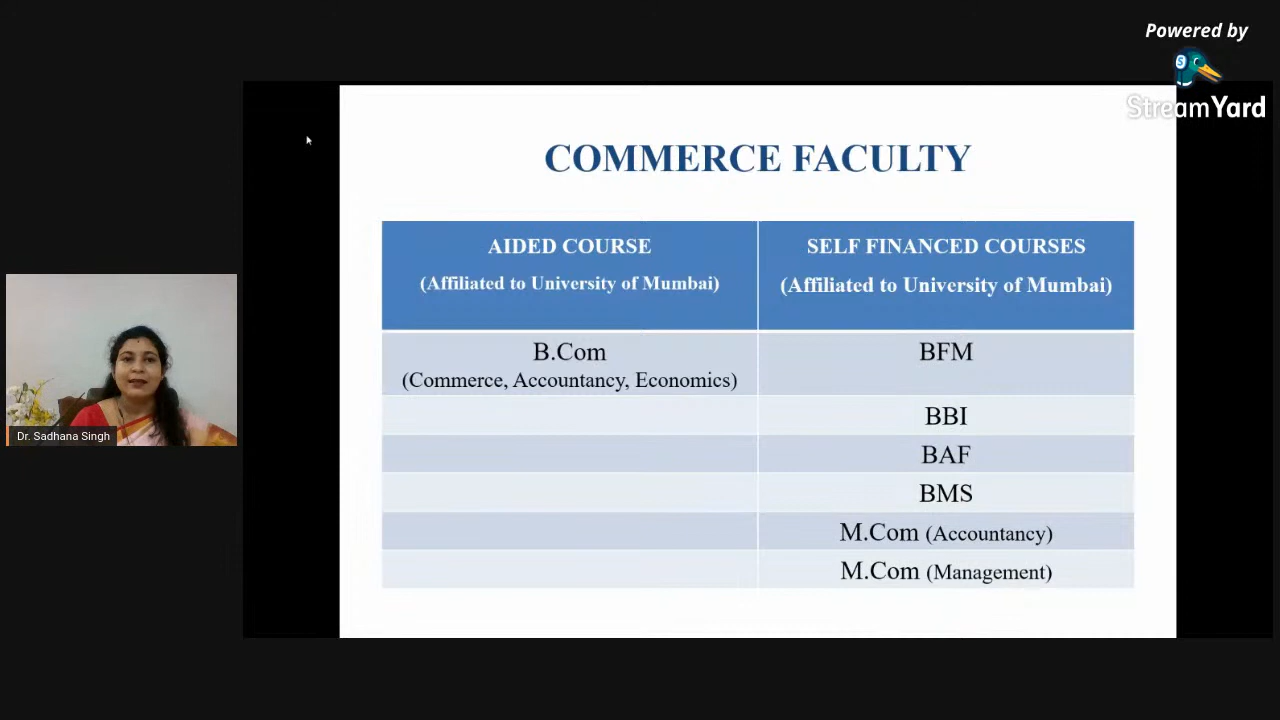 Powered by
StreamYard
COMMERCE FACULTY
AIDED COURSE
SELF FINANCED COURSES
(Affiliated to University of Mumbai)
(Affiliated to University of Mumbai)
B.Com
BFM
(Commerce, Accountancy, Economics)
BBI
BAF
BMS
M.Com (Accountancy)
M.Com (Management)
Dr. Sadhana Singh